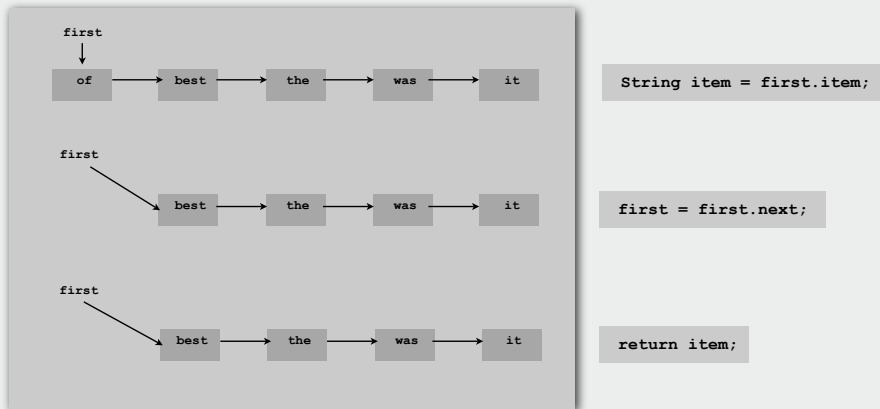 first
of best the was it
String item = first.item;
first
best the was it
first = first.next;
first
best the was it
return item;